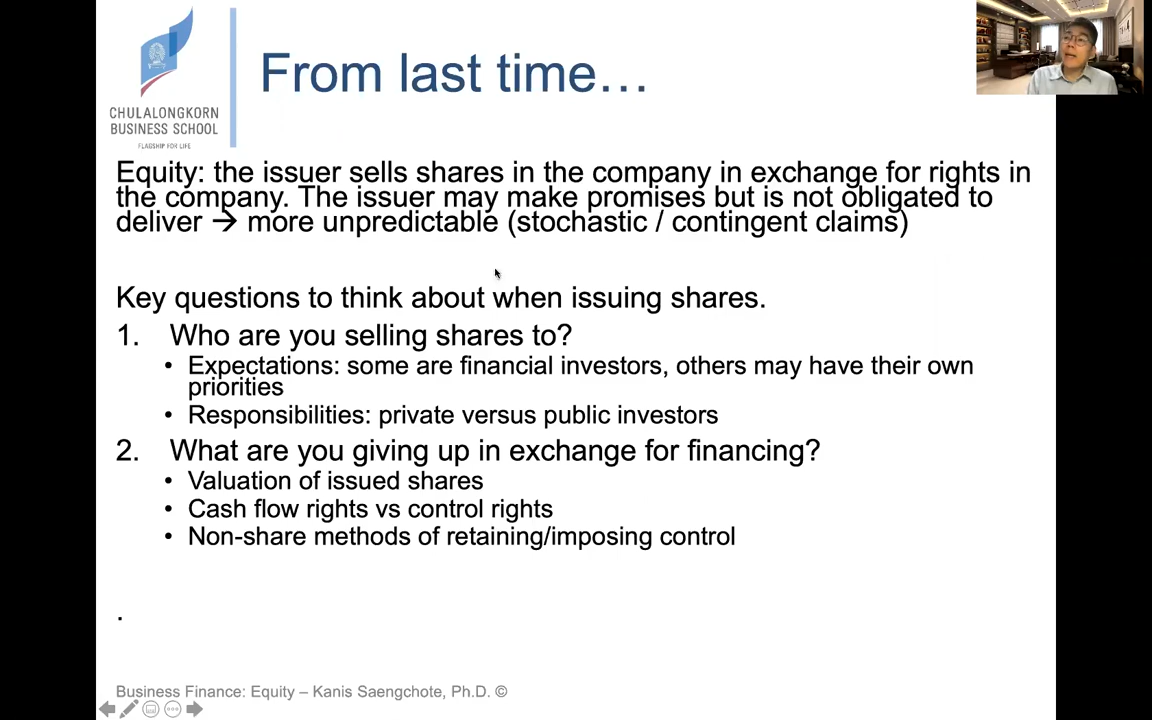 CHULALONGKORN
BUSINESS SCHOOL
FLAGSHIP FOR LIFE
From last time…
Equity: the issuer sells shares in the company in exchange for rights in
the company. The issuer may make promises but is not obligated to
deliver → more unpredictable (stochastic / contingent claims)
Key questions to think about when issuing shares.
1. Who are you selling shares to?
• Expectations: some are financial investors, others may have their own
priorities
• Responsibilities: private versus public investors
2. What are you giving up in exchange for financing?
• Valuation of issued shares
• Cash flow rights vs control rights
• Non-share methods of retaining/imposing control
.
Business Finance: Equity – Kanis Saengchote, Ph.D. ©